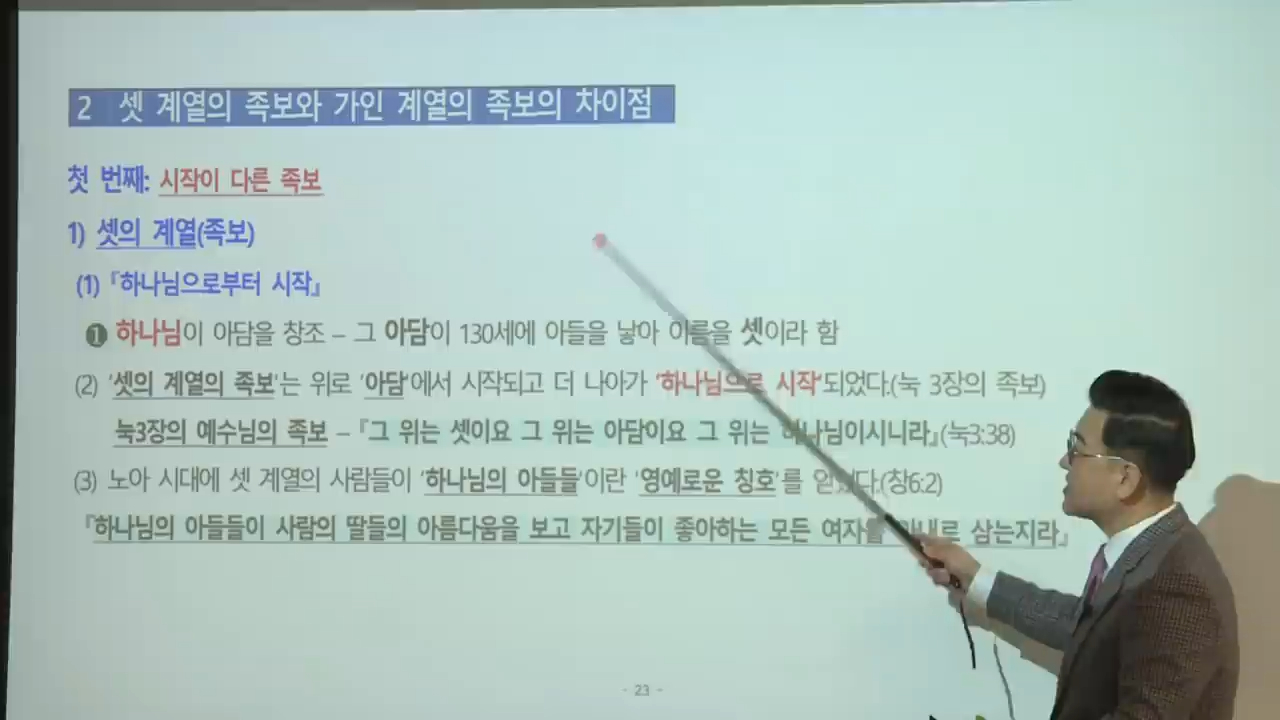 2 셋 계열의 족보와 가인 계열의 족보의 차이점
첫 번째: 시작이 다른 족보
1) 셋의 계열(족보)
(1) 『하나님으로부터 시작』
❶ 하나님이 아담을 창조 – 그 아담이 130세에 아들을 낳아 이름을 셋이라 함
(2) '셋의 계열의 족보'는 위로 '아담'에서 시작되고 더 나아가 '하나님으로 시작'되었다.(눅 3장의 족보)
눅3장의 예수님의 족보 – 『그 위는 셋이요 그 위는 아담이요 그 위는 하나님이시니라』(눅3:38)
(3) 노아 시대에 셋 계열의 사람들이 '하나님의 아들들'이란 '영예로운 칭호'를 얻었다.(창6:2)
『하나님의 아들들이 사람의 딸들의 아름다움을 보고 자기들이 좋아하는 모든 여자를 아내로 삼는지라』
- 23 -